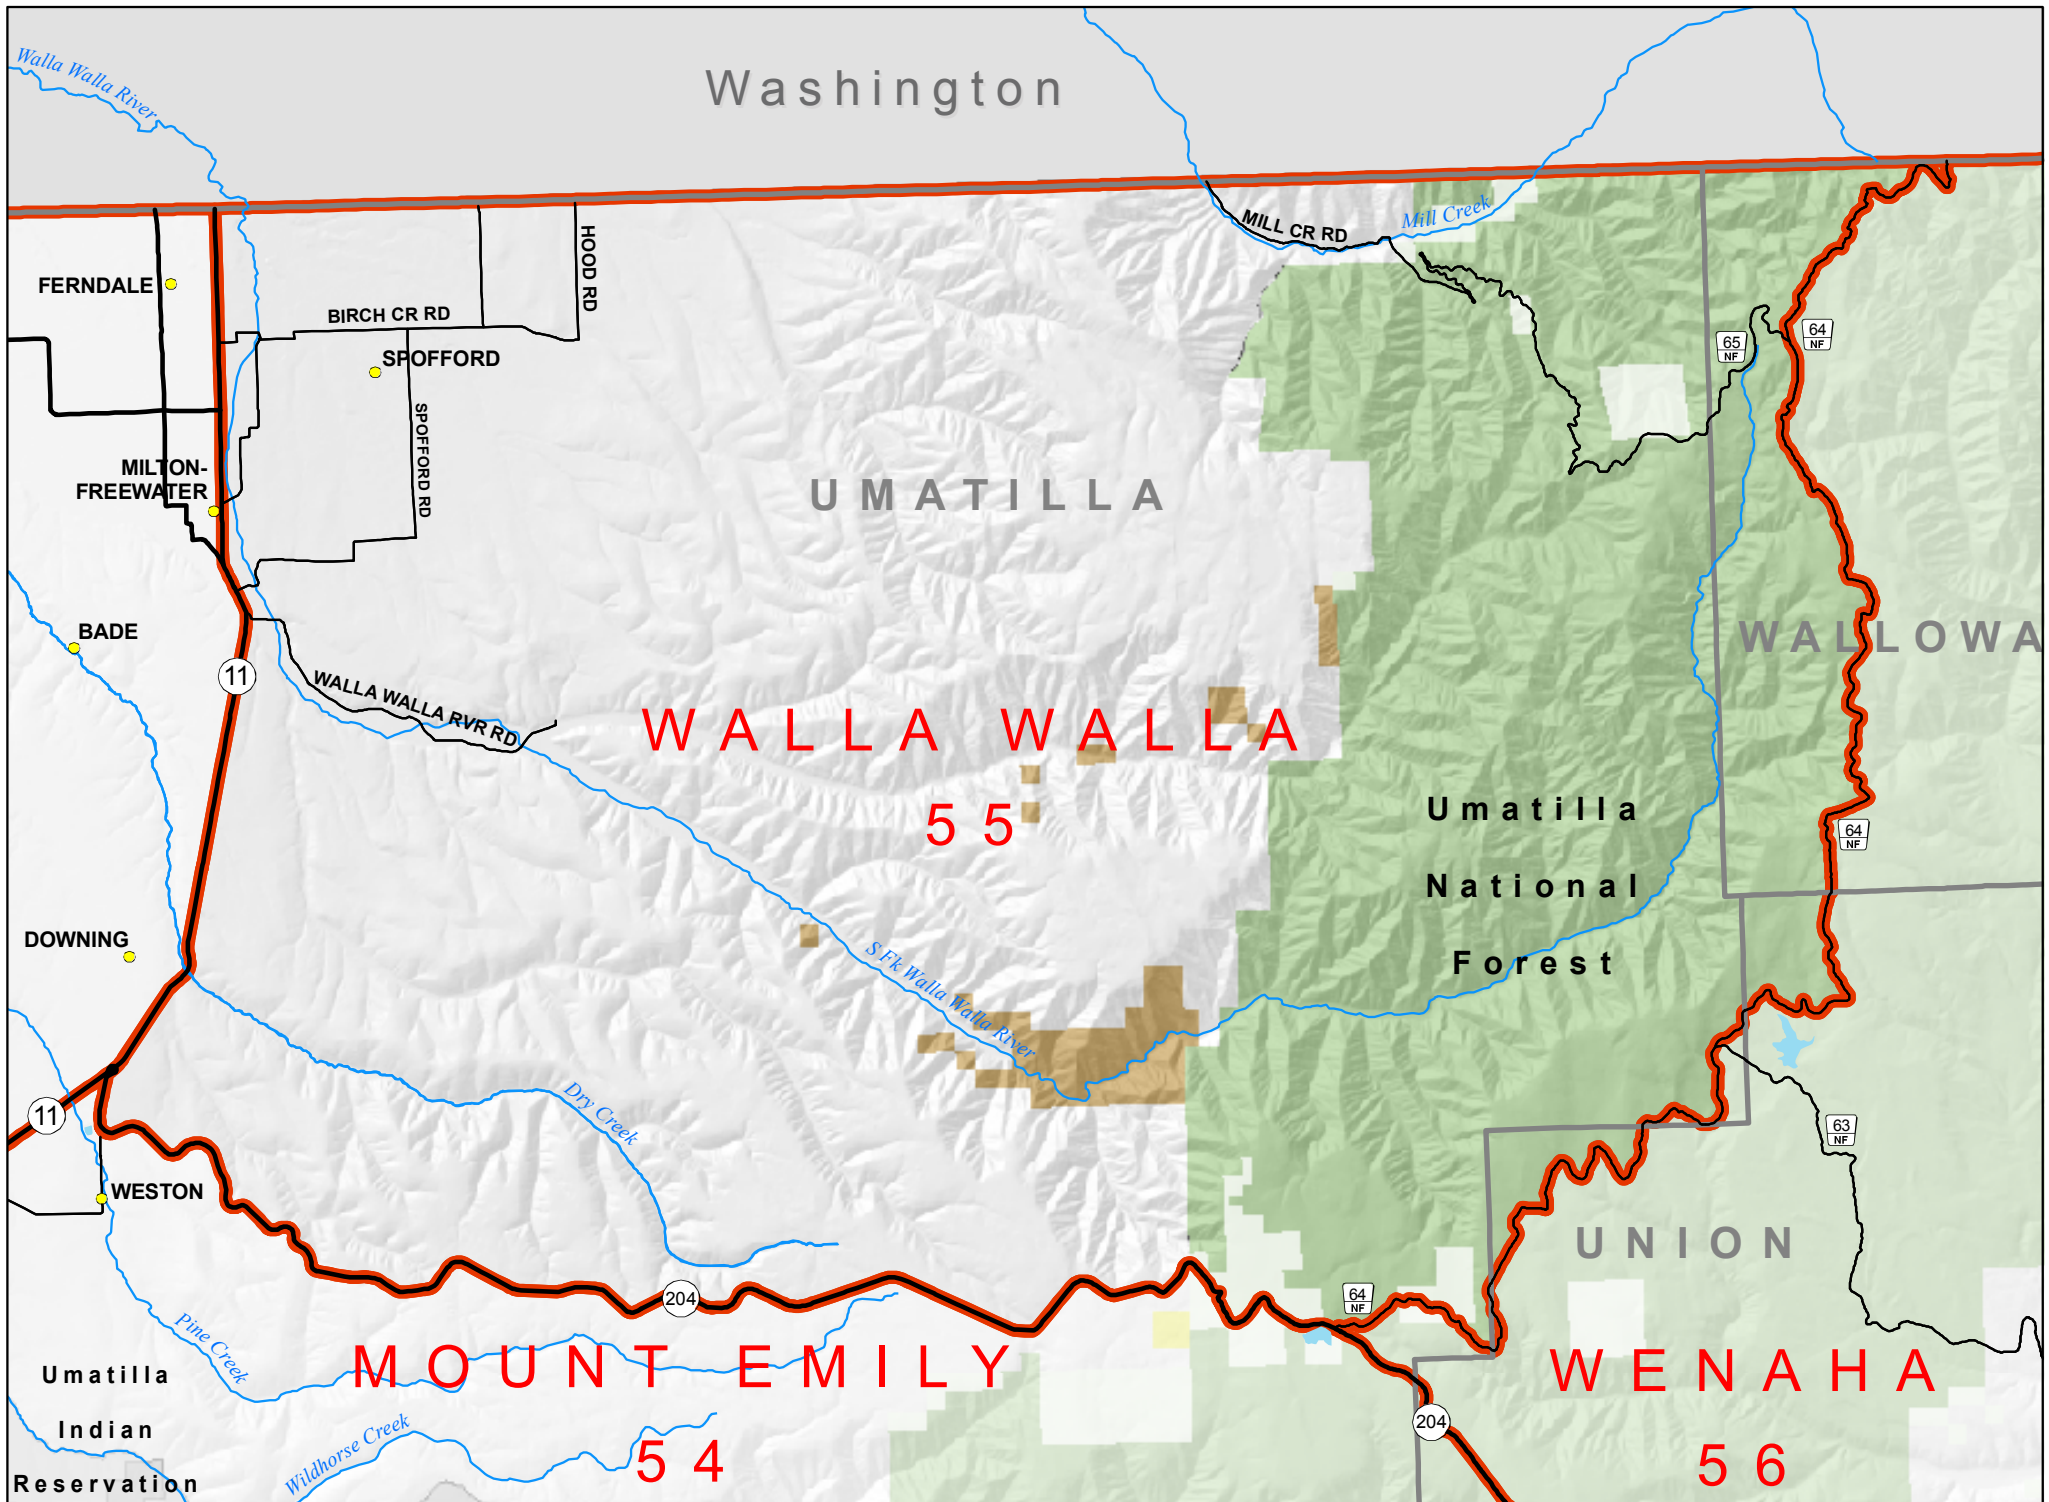 Walla Walla River
Washington
MILL CR RD
Mill Creek
FERNDALE
HOOD RD
BIRCH CR RD
SPOFFORD
65
NF
64
NF
SPOFFORD RD
MILTON-
FREEWATER
UMATILLA
BADE
WALLOWA
11
WALLA WALLA RVR RD
WALLA WALLA
55
Umatilla
National
Forest
64
NF
DOWNING
S Fk Walla Walla River
11
Dry Creek
63
NF
WESTON
UNION
204
64
NF
Pine Creek
MOUNT EMILY
54
WENAHA
56
Umatilla
Indian
Reservation
Wildhorse Creek
204